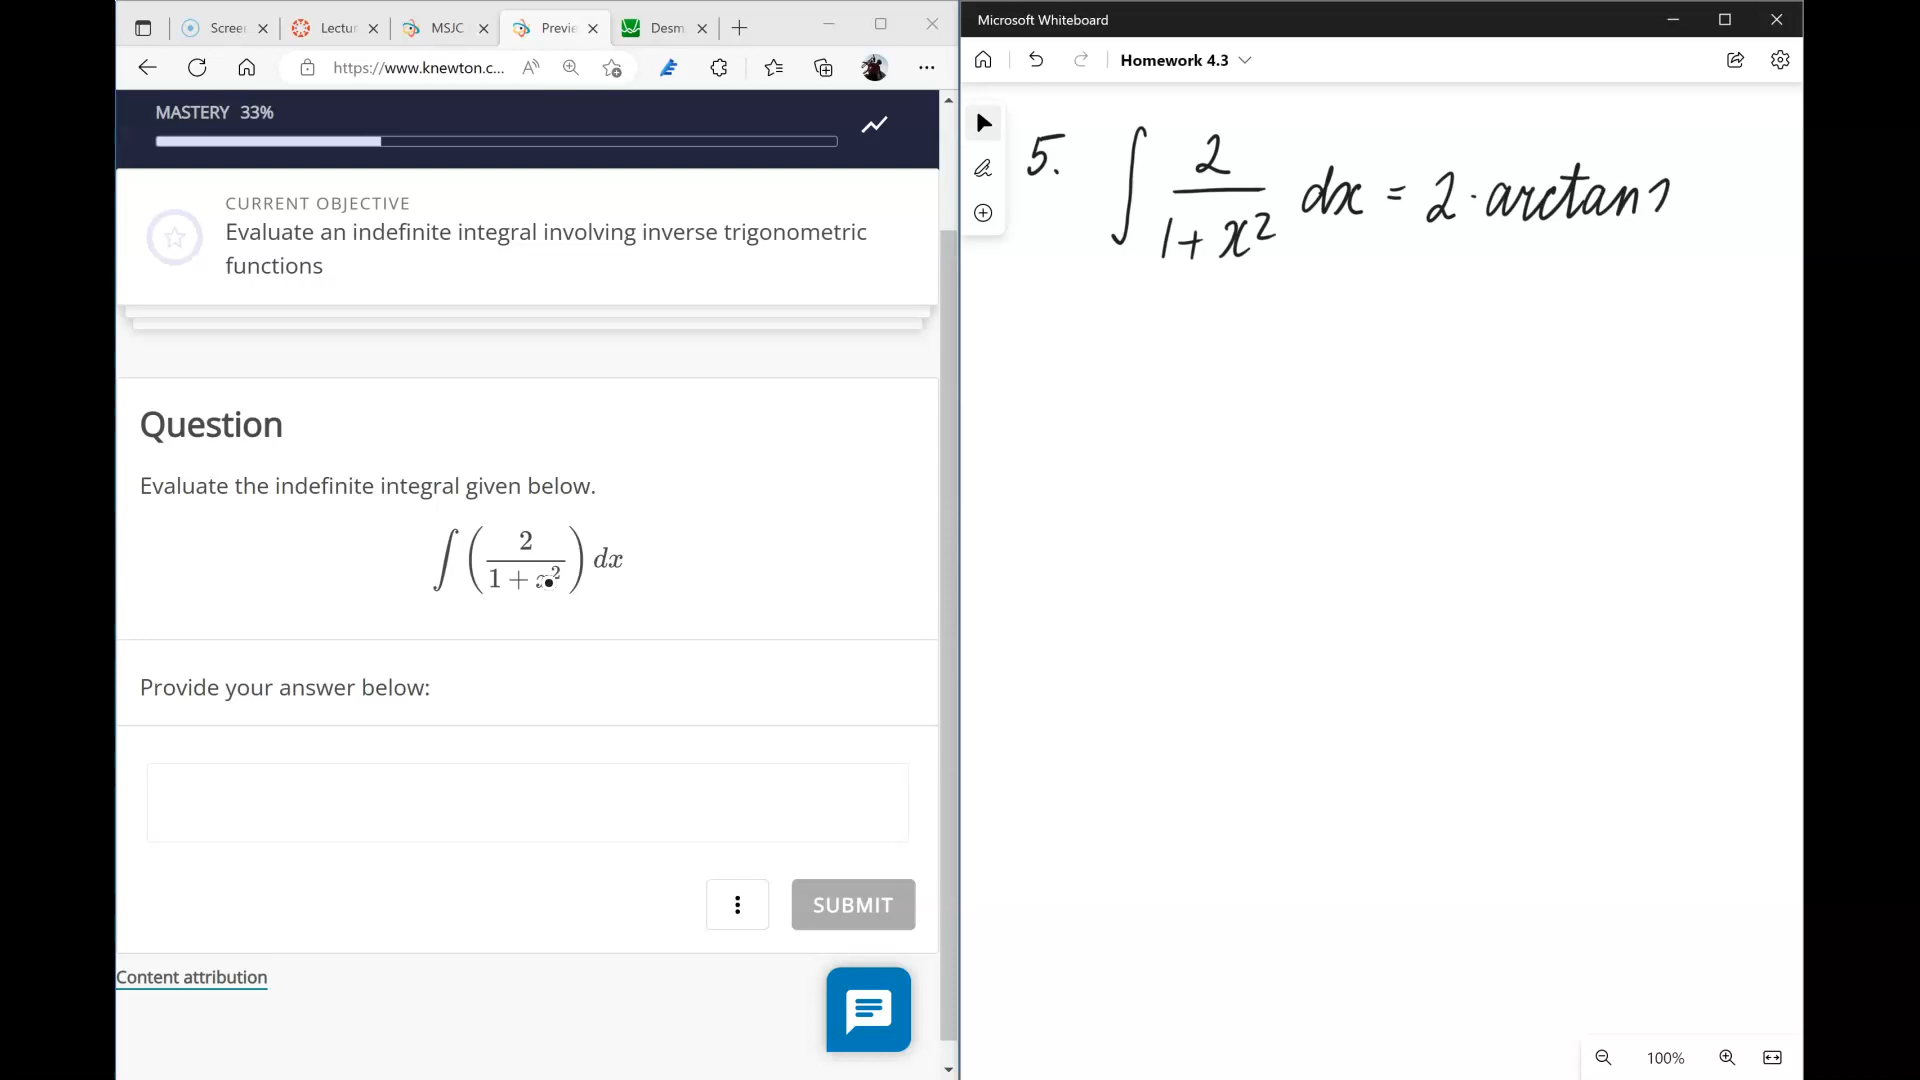 Screen
Lectur
MSJC
Previe
Desm
https://www.knewton.c...
MASTERY 33%
CURRENT OBJECTIVE
Evaluate an indefinite integral involving inverse trigonometric
functions
Question
Evaluate the indefinite integral given below.
∫ (2/(1 + x²)) dx
Provide your answer below:
SUBMIT
Content attribution
Microsoft Whiteboard
Homework 4.3
5. ∫ 2/(1+x²) dx = 2·arctan
100%